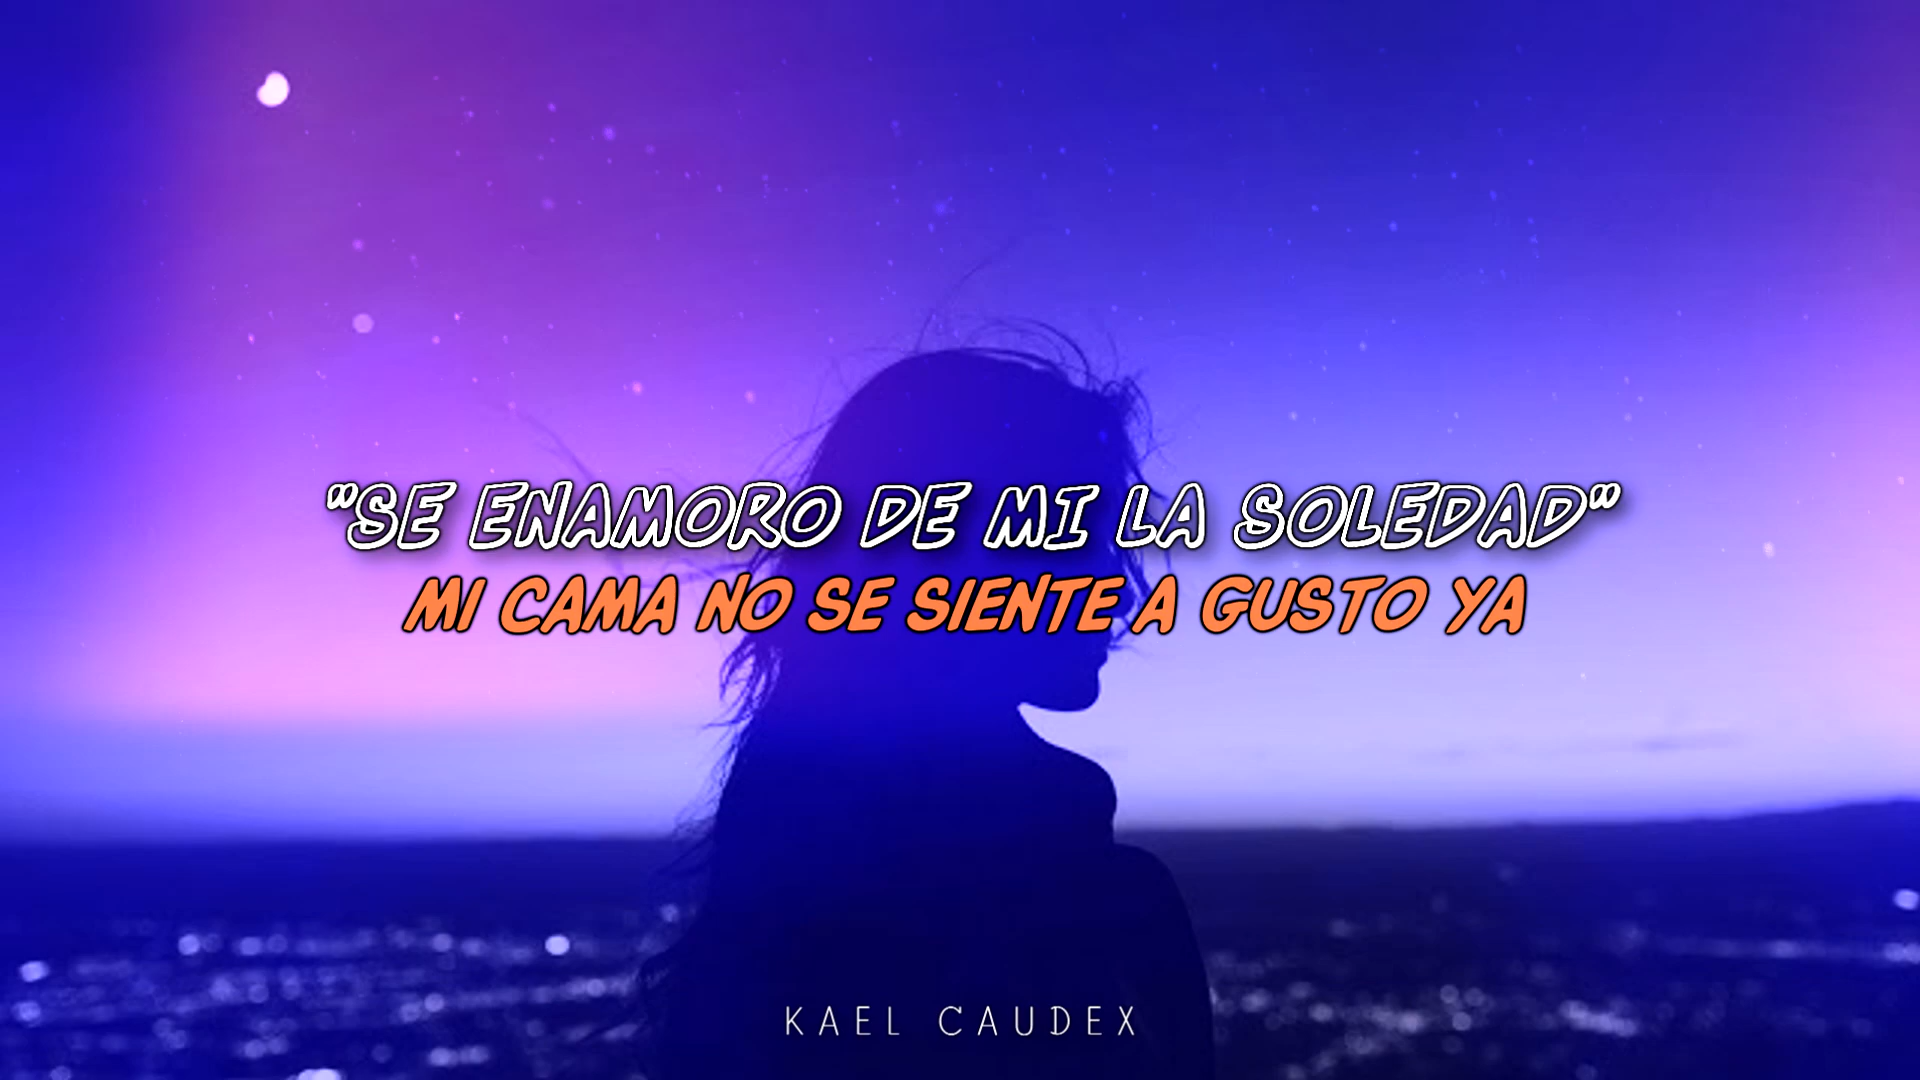 "SE ENAMORO DE MI LA SOLEDAD"
MI CAMA NO SE SIENTE A GUSTO YA
KAEL CAUDEX